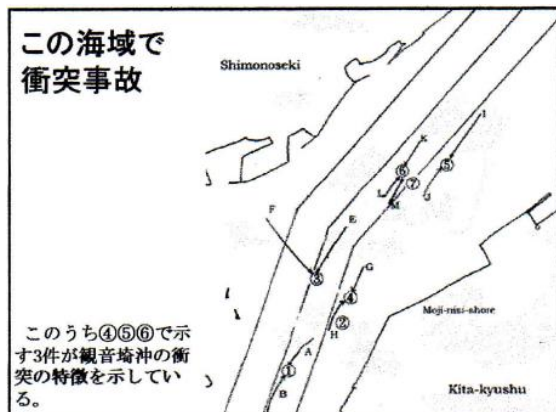 この海域で
衝突事故
Shimonoseki
I
K
⑥
⑤
⑦
L
J
M
F
E
③
G
④
②
H
Moji-nisi-shore
A
①
B
このうち④⑤⑥で示
す3件が観音埼沖の衝
突の特徴を示してい
る。
Kita-kyushu